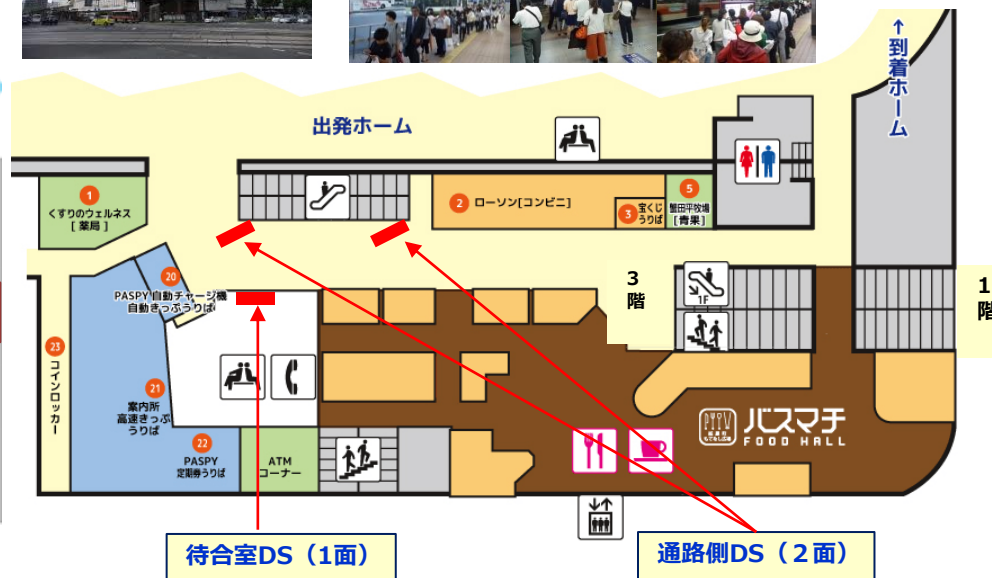 ↑到着ホーム
出発ホーム
1
くすりのウェルネス
[ 薬局 ]
2 ローソン[コンビニ]
3 宝くじ
うりば
5
蟹田平牧場
[青果]
20
PASPY 自動チャージ機
自動きっぷうりば
3
階
1F
1
階
23
コインロッカー
21
案内所
高速きっぷ
うりば
22
PASPY
定期券うりば
ATM
コーナー
バスマチ
FOOD HALL
待合室DS（1面）
通路側DS（２面）